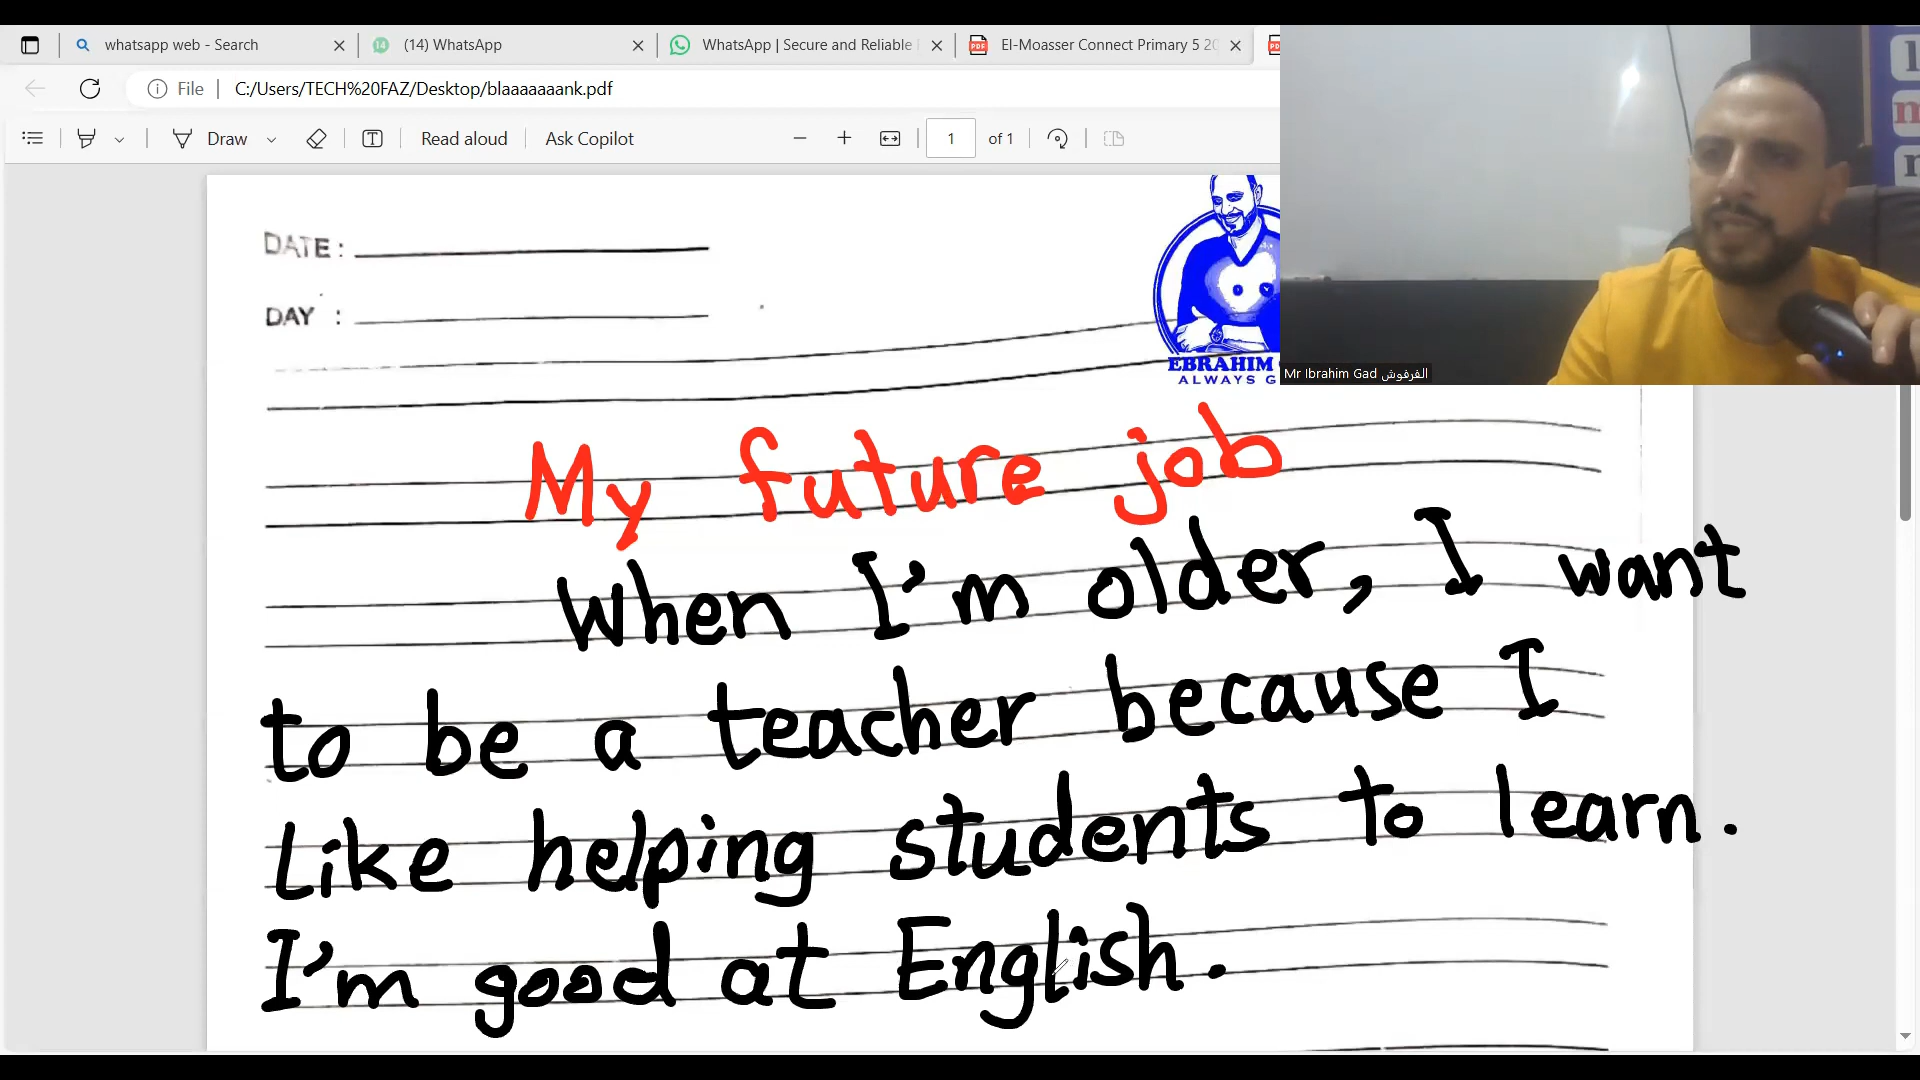 whatsapp web - Search
(14) WhatsApp
WhatsApp | Secure and Reliable
El-Moasser Connect Primary 5 20
File
C:/Users/TECH%20FAZ/Desktop/blaaaaaaank.pdf
Draw
Read aloud
Ask Copilot
1
of 1
DATE:
DAY :
EBRAHIM
ALWAYS G
Mr Ibrahim Gad الفرفوش
My future job
When I'm older, I want
to be a teacher because I
Like helping students to learn.
I'm good at English.